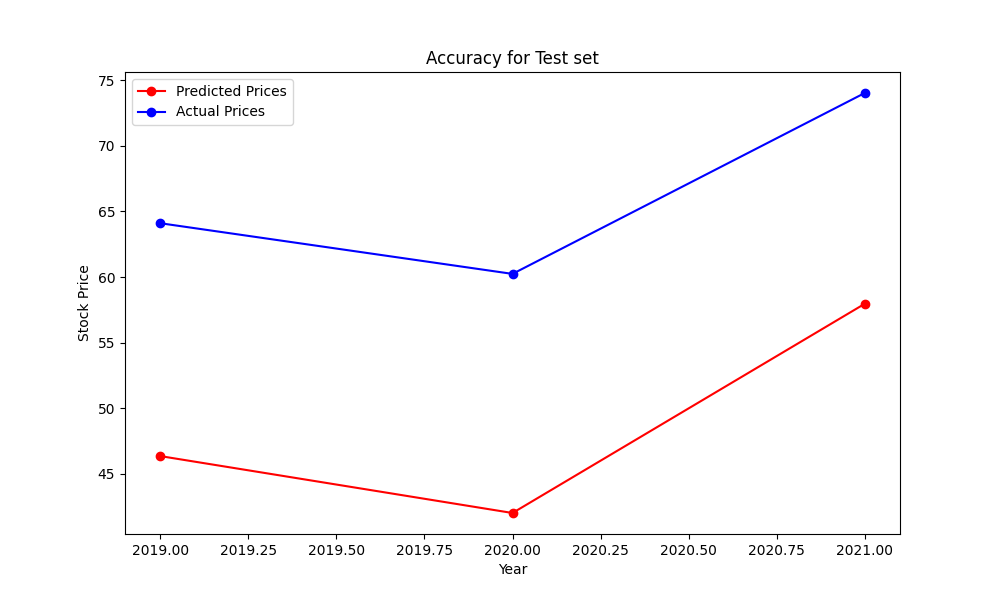 Accuracy for Test set
Predicted Prices
Actual Prices
Stock Price
75
70
65
60
55
50
45
2019.00 2019.25 2019.50 2019.75 2020.00 2020.25 2020.50 2020.75 2021.00
Year